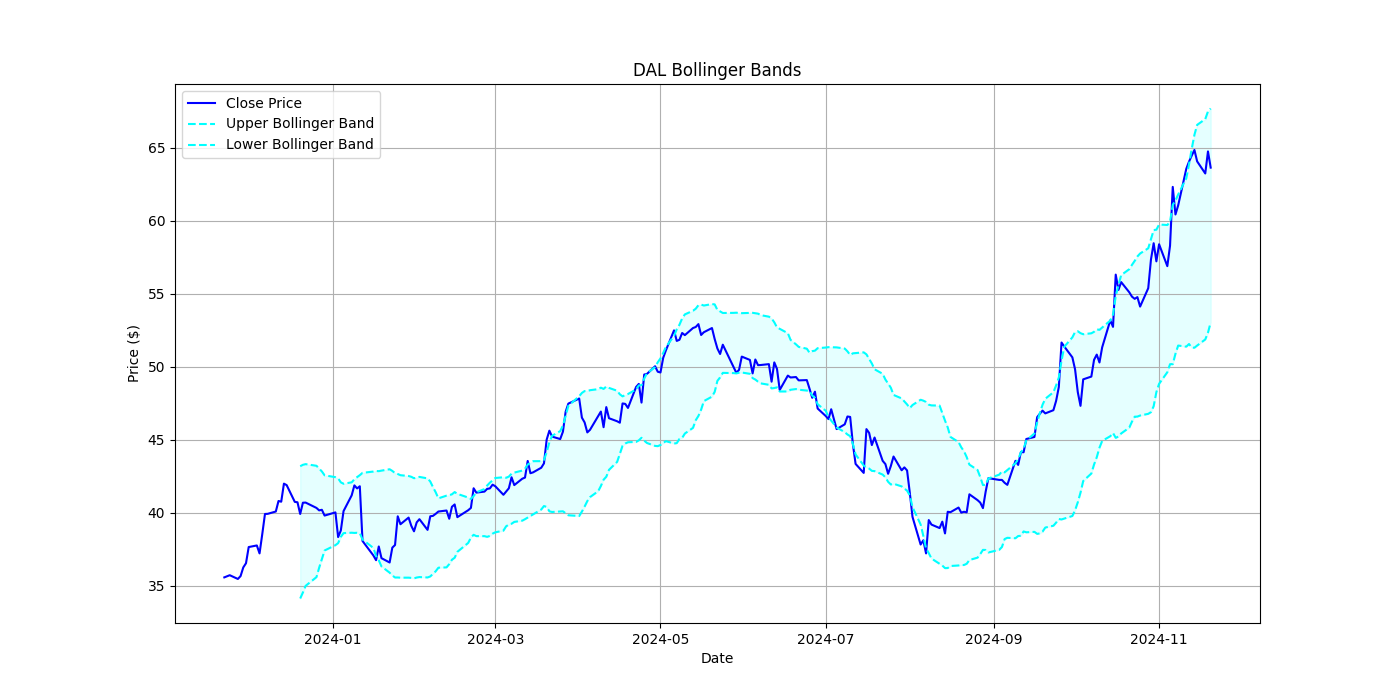 DAL Bollinger Bands
Close Price
Upper Bollinger Band
Lower Bollinger Band
Price ($)
65
60
55
50
45
40
35
2024-01
2024-03
2024-05
2024-07
2024-09
2024-11
Date